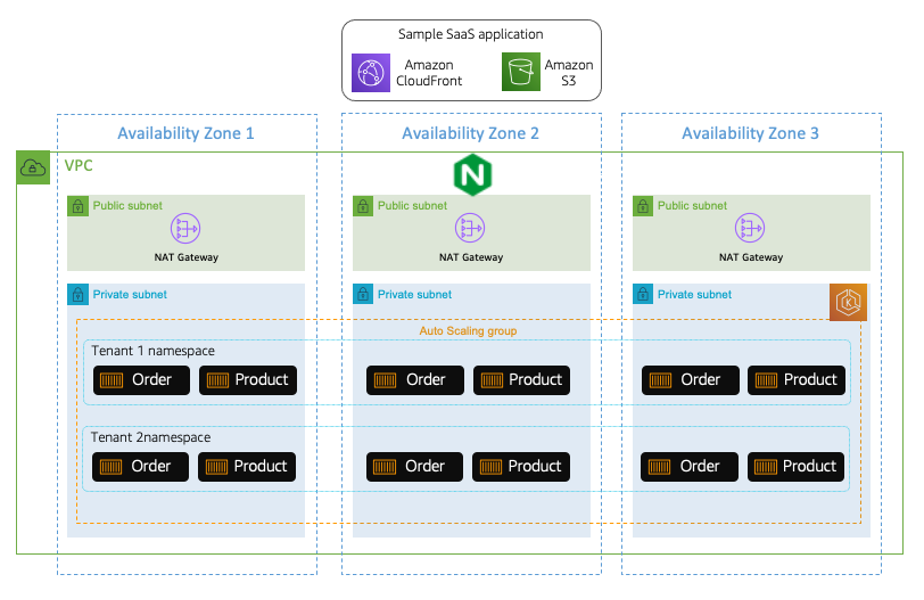 Sample SaaS application
Amazon
CloudFront
Amazon
S3
Availability Zone 1
Availability Zone 2
Availability Zone 3
VPC
N
Public subnet
NAT Gateway
Public subnet
NAT Gateway
Public subnet
NAT Gateway
Private subnet
Private subnet
Private subnet
K
Auto Scaling group
Tenant 1 namespace
Order
Product
Order
Product
Order
Product
Tenant 2namespace
Order
Product
Order
Product
Order
Product